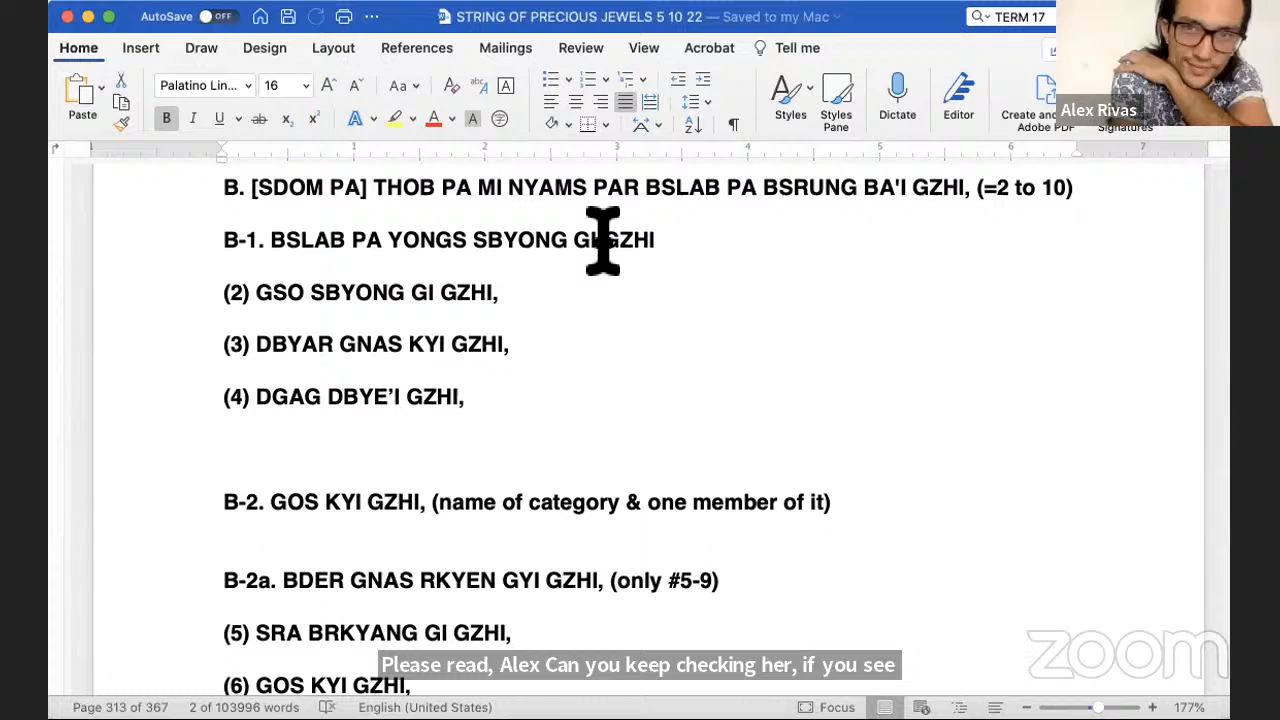 AutoSave OFF ••• STRING OF PRECIOUS JEWELS 5 10 22 — Saved to my Mac TERM 17
Home Insert Draw Design Layout References Mailings Review View Acrobat Tell me
Paste Palatino Lin... 16 Styles Styles Pane Dictate Editor
Alex Rivas
B. [SDOM PA] THOB PA MI NYAMS PAR BSLAB PA BSRUNG BA'I GZHI, (=2 to 10)
B-1. BSLAB PA YONGS SBYONG GI GZHI
(2) GSO SBYONG GI GZHI,
(3) DBYAR GNAS KYI GZHI,
(4) DGAG DBYE’I GZHI,
B-2. GOS KYI GZHI, (name of category & one member of it)
B-2a. BDER GNAS RKYEN GYI GZHI, (only #5-9)
(5) SRA BRKYANG GI GZHI,
Please read, Alex Can you keep checking her, if you see
(6) GOS KYI GZHI,
zoom
Page 313 of 367 2 of 103996 words English (United States) Focus 177%